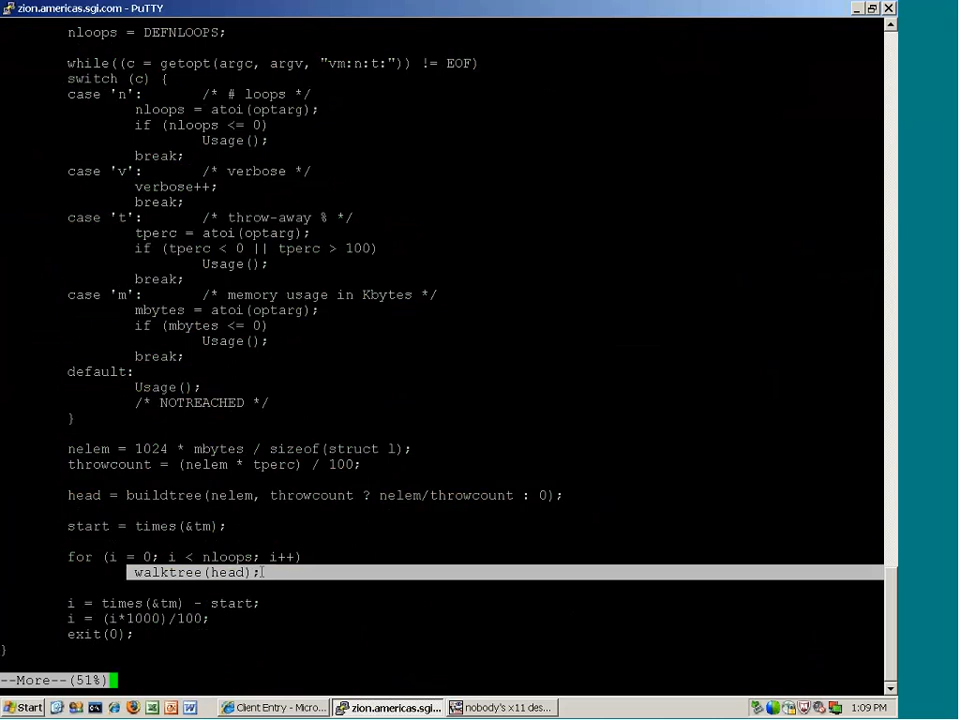 zion.americas.sgi.com - PuTTY
nloops = DEFNLOOPS;
while((c = getopt(argc, argv, "vm:n:t:")) != EOF)
switch (c) {
case 'n':       /* # loops */
nloops = atoi(optarg);
if (nloops <= 0)
Usage();
break;
case 'v':       /* verbose */
verbose++;
break;
case 't':       /* throw-away % */
tperc = atoi(optarg);
if (tperc < 0 || tperc > 100)
Usage();
break;
case 'm':       /* memory usage in Kbytes */
mbytes = atoi(optarg);
if (mbytes <= 0)
Usage();
break;
default:
Usage();
/* NOTREACHED */
}
nelem = 1024 * mbytes / sizeof(struct l);
throwcount = (nelem * tperc) / 100;
head = buildtree(nelem, throwcount ? nelem/throwcount : 0);
start = times(&tm);
for (i = 0; i < nloops; i++)
walktree(head);
i = times(&tm) - start;
i = (i*1000)/100;
exit(0);
}
--More--(51%)
Start
Client Entry - Micro...
zion.americas.sgi...
nobody's x11 des...
1:09 PM